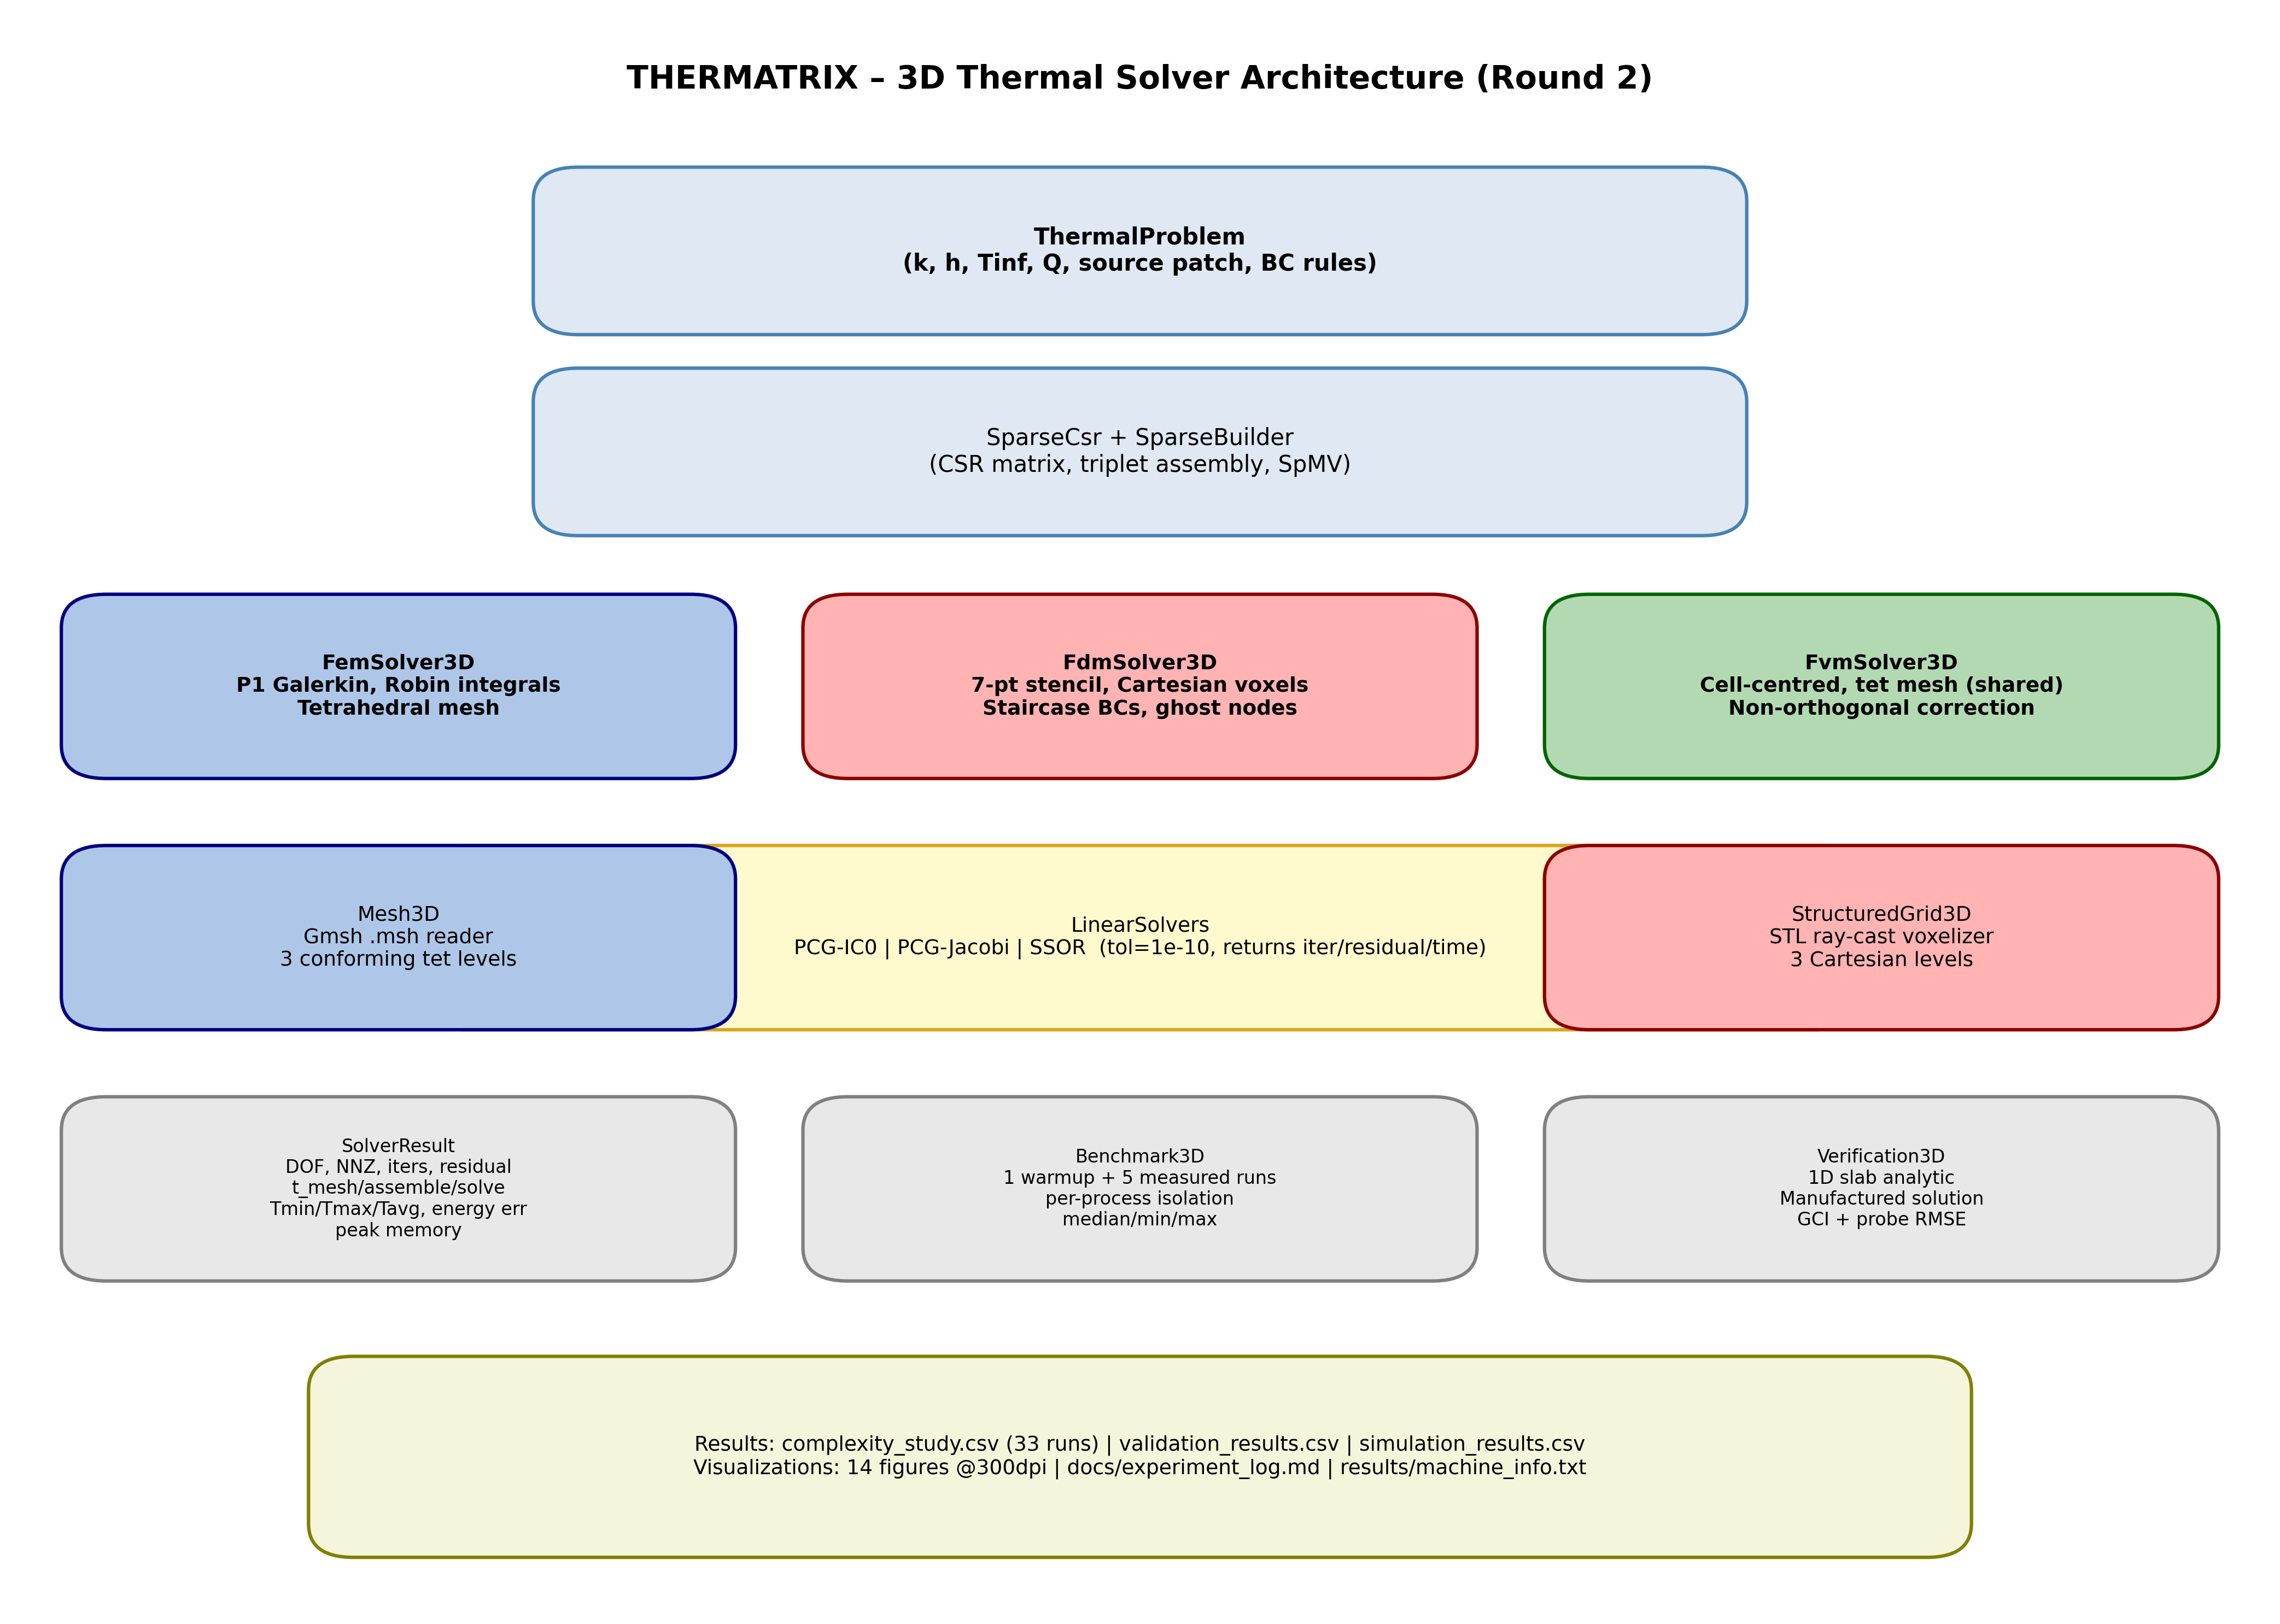 THERMATRIX – 3D Thermal Solver Architecture (Round 2)
ThermalProblem
(k, h, Tinf, Q, source patch, BC rules)
SparseCsr + SparseBuilder
(CSR matrix, triplet assembly, SpMV)
FemSolver3D
P1 Galerkin, Robin integrals
Tetrahedral mesh
FdmSolver3D
7-pt stencil, Cartesian voxels
Staircase BCs, ghost nodes
FvmSolver3D
Cell-centred, tet mesh (shared)
Non-orthogonal correction
Mesh3D
Gmsh .msh reader
3 conforming tet levels
LinearSolvers
PCG-IC0 | PCG-Jacobi | SSOR  (tol=1e-10, returns iter/residual/time)
StructuredGrid3D
STL ray-cast voxelizer
3 Cartesian levels
SolverResult
DOF, NNZ, iters, residual
t_mesh/assemble/solve
Tmin/Tmax/Tavg, energy err
peak memory
Benchmark3D
1 warmup + 5 measured runs
per-process isolation
median/min/max
Verification3D
1D slab analytic
Manufactured solution
GCI + probe RMSE
Results: complexity_study.csv (33 runs) | validation_results.csv | simulation_results.csv
Visualizations: 14 figures @300dpi | docs/experiment_log.md | results/machine_info.txt